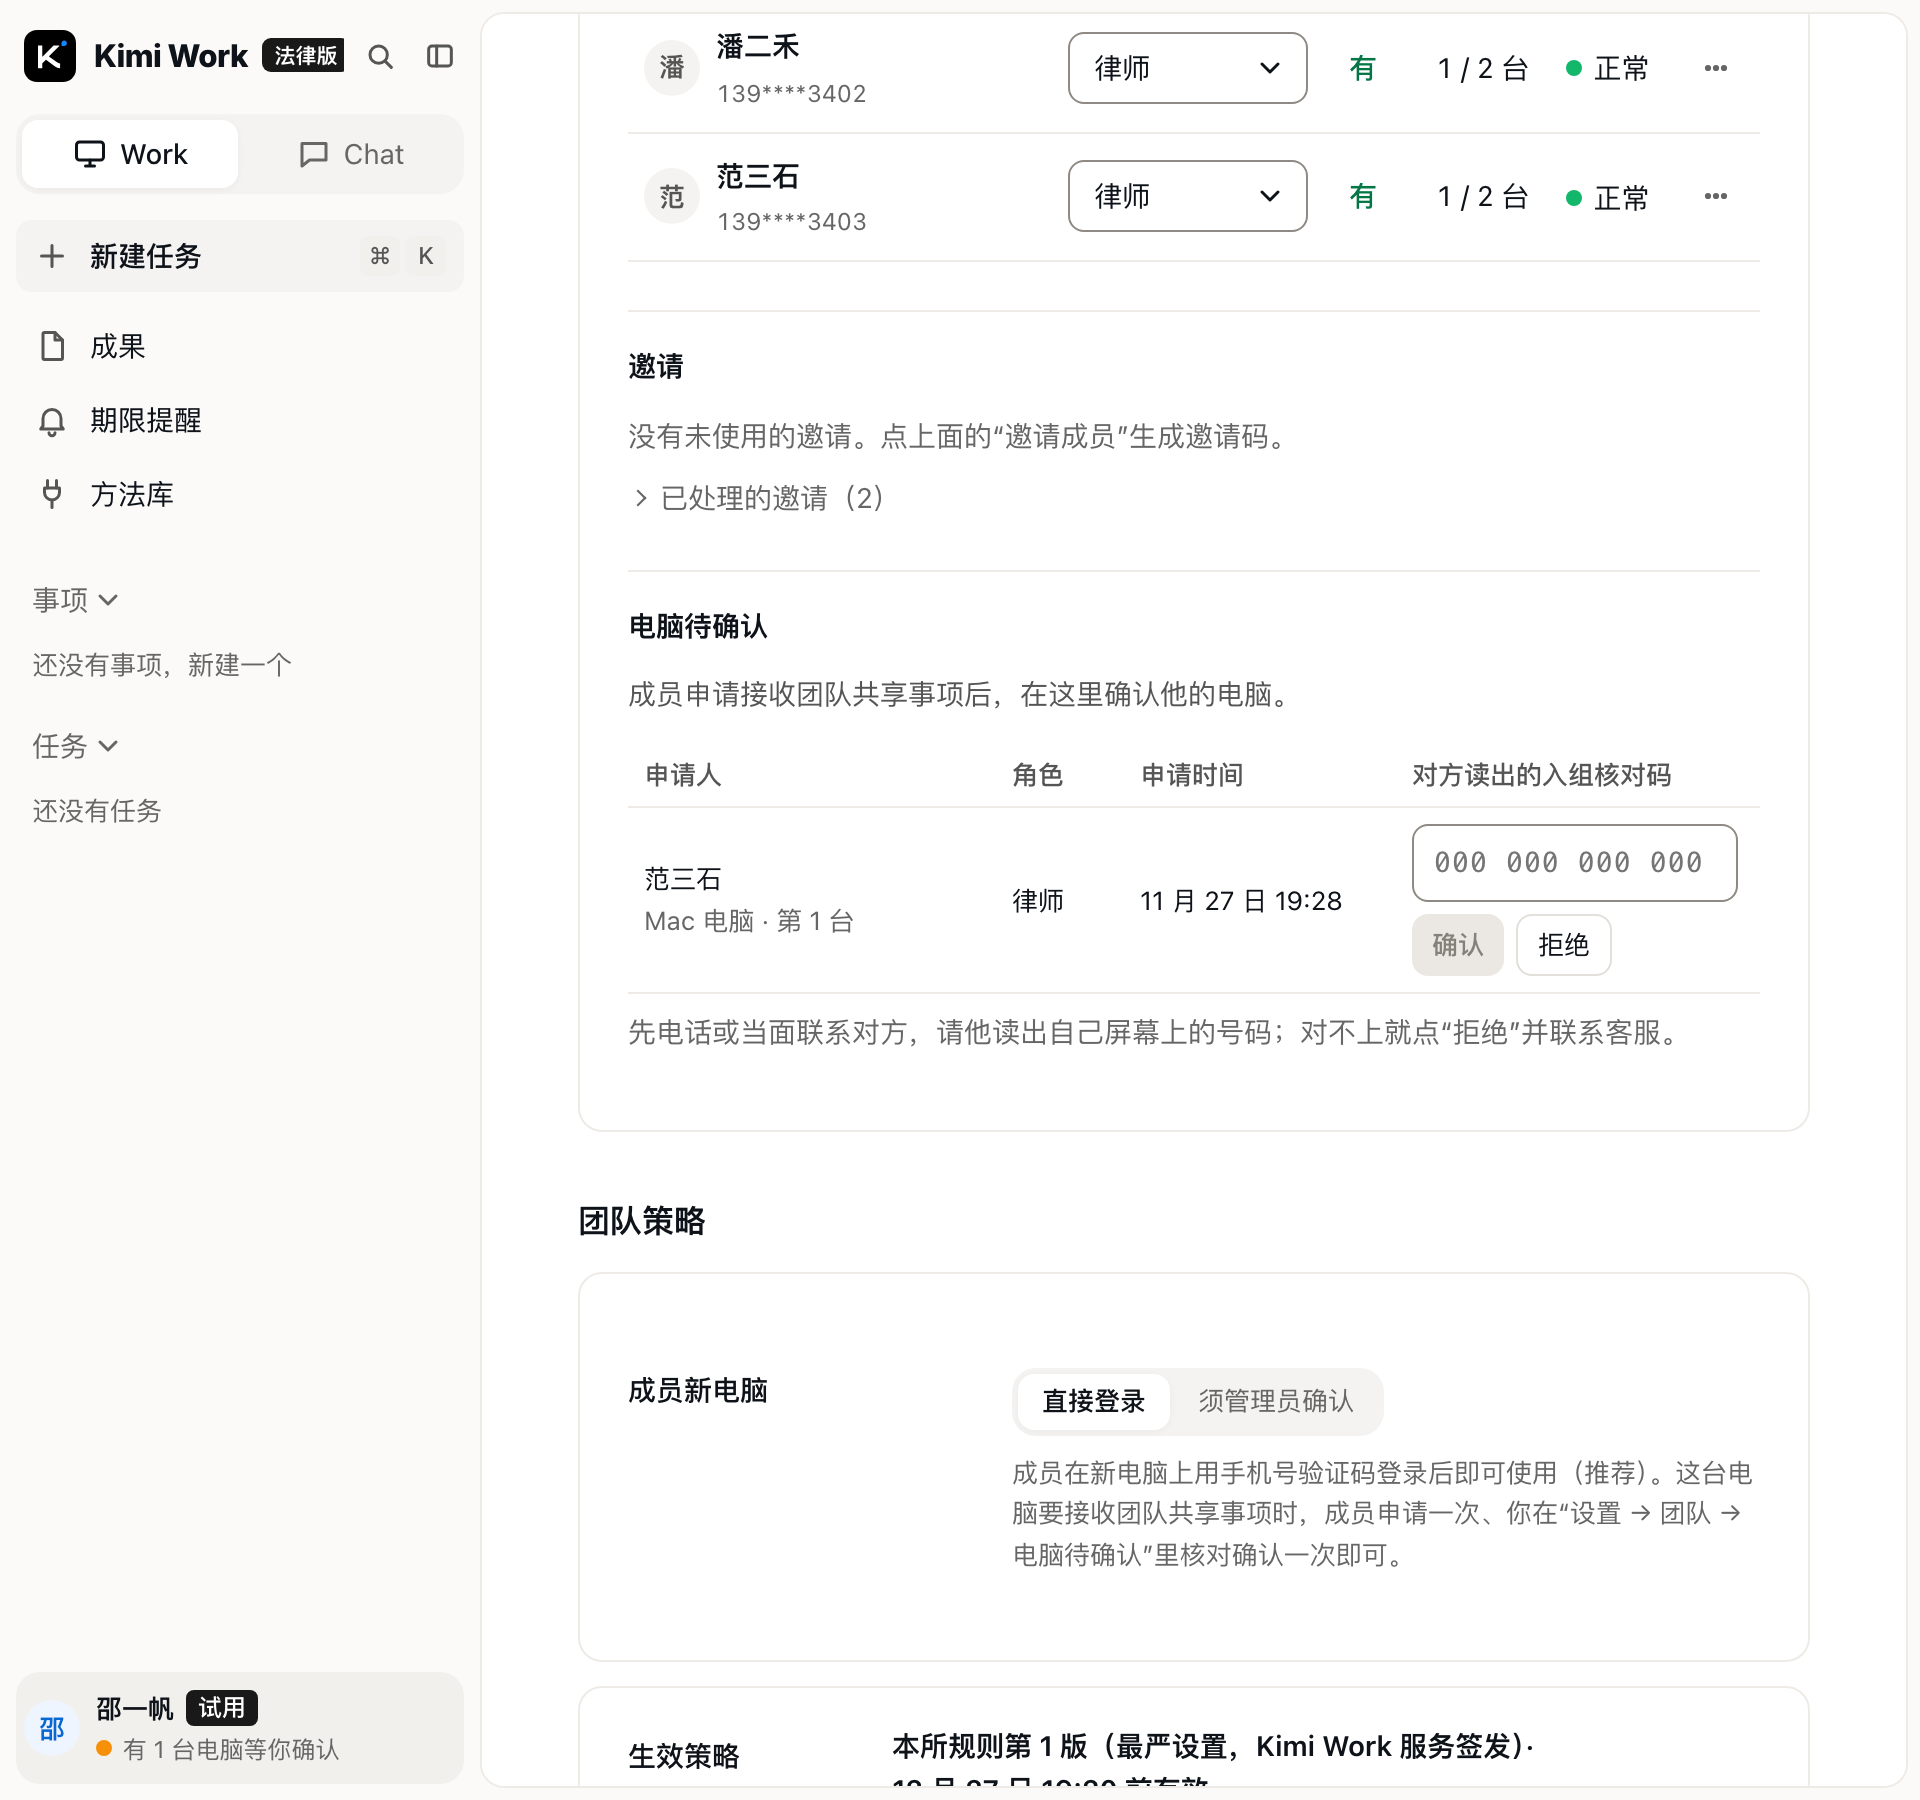 Kimi Work 法律版
Work
Chat
新建任务 ⌘ K
成果
期限提醒
方法库
事项
还没有事项，新建一个
任务
还没有任务
邵 邵一帆 试用
有 1 台电脑等你确认
潘 潘二禾 律师 有 1 / 2 台 正常
139****3402
范 范三石 律师 有 1 / 2 台 正常
139****3403
邀请
没有未使用的邀请。点上面的“邀请成员”生成邀请码。
已处理的邀请（2）
电脑待确认
成员申请接收团队共享事项后，在这里确认他的电脑。
申请人 角色 申请时间 对方读出的入组核对码
范三石 律师 11 月 27 日 19:28 000 000 000 000
Mac 电脑 · 第 1 台
确认 拒绝
先电话或当面联系对方，请他读出自己屏幕上的号码；对不上就点“拒绝”并联系客服。
团队策略
成员新电脑 直接登录 须管理员确认
成员在新电脑上用手机号验证码登录后即可使用（推荐）。这台电
脑要接收团队共享事项时，成员申请一次、你在“设置 → 团队 →
电脑待确认”里核对确认一次即可。
生效策略 本所规则第 1 版（最严设置，Kimi Work 服务签发）·